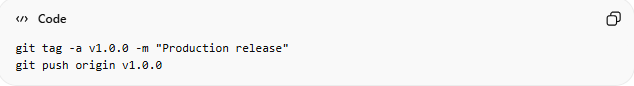 Code
git tag -a v1.0.0 -m "Production release"
git push origin v1.0.0